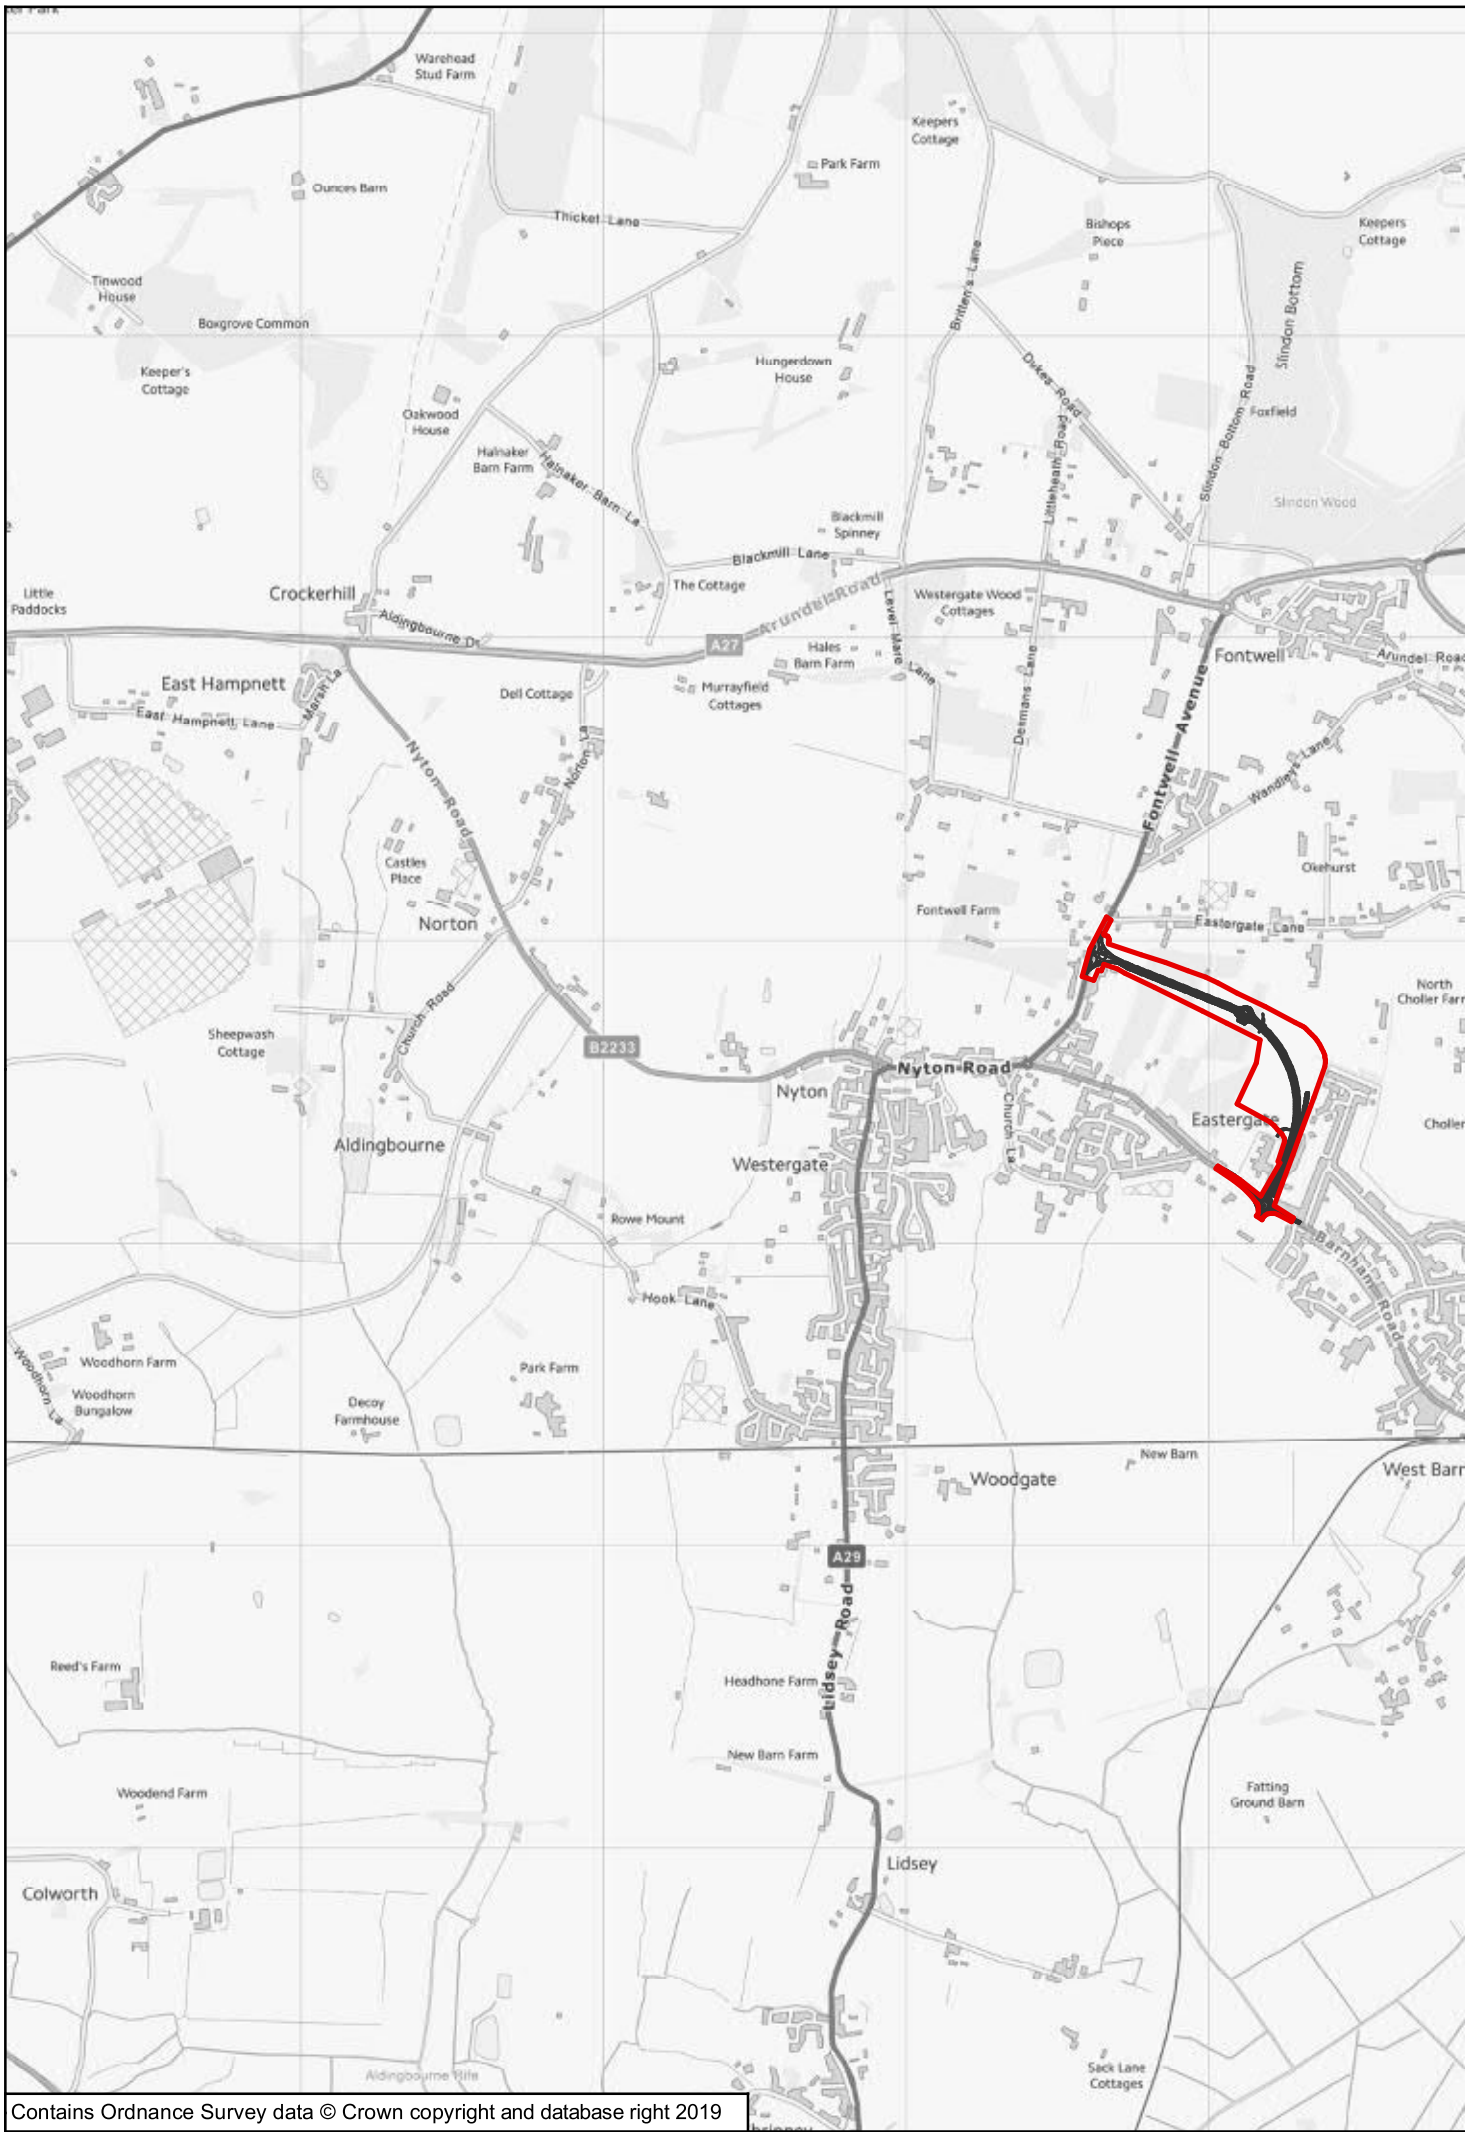 Warehead
Stud Farm
Keepers
Cottage
Park Farm
Ounces Barn
Thicket Lane
Bishops
Piece
Keepers
Cottage
Tinwood
House
Boxgrove Common
Britten's Lane
Slindon Bottom
Keeper's
Cottage
Hungerdown
House
Dukes Road
Oakwood
House
Foxfield
Slindon Bottom Road
Halnaker
Barn Farm
Halnaker Barn La
Littleheath Road
Slindon Wood
Blackmill
Spinney
Blackmill Lane
The Cottage
Little
Paddocks
Crockerhill
Aldingbourne Dr
Arundel Road
Level Mare Lane
Westergate Wood
Cottages
A27
Hales
Barn Farm
Fontwell
Arundel Road
East Hampnett
Marsh La
Dell Cottage
Murrayfield
Cottages
Denmans Lane
East Hampnett Lane
Nyton Road
Norton La
Fontwell Avenue
Wandleys Lane
Castles
Place
Okehurst
Norton
Fontwell Farm
Eastergate Lane
North
Choller Farm
Church Road
Sheepwash
Cottage
B2233
Nyton Road
Nyton
Church La
Eastergate
Choller
Aldingbourne
Westergate
Rowe Mount
Barnham Road
Hook Lane
Woodhorn Farm
Woodhorn La
Woodhorn
Bungalow
Park Farm
Decoy
Farmhouse
New Barn
Woodgate
West Barn
A29
Lidsey Road
Reed's Farm
Headhone Farm
New Barn Farm
Woodend Farm
Fatting
Ground Barn
Lidsey
Colworth
Sack Lane
Cottages
Aldingbourne Rife
Contains Ordnance Survey data © Crown copyright and database right 2019